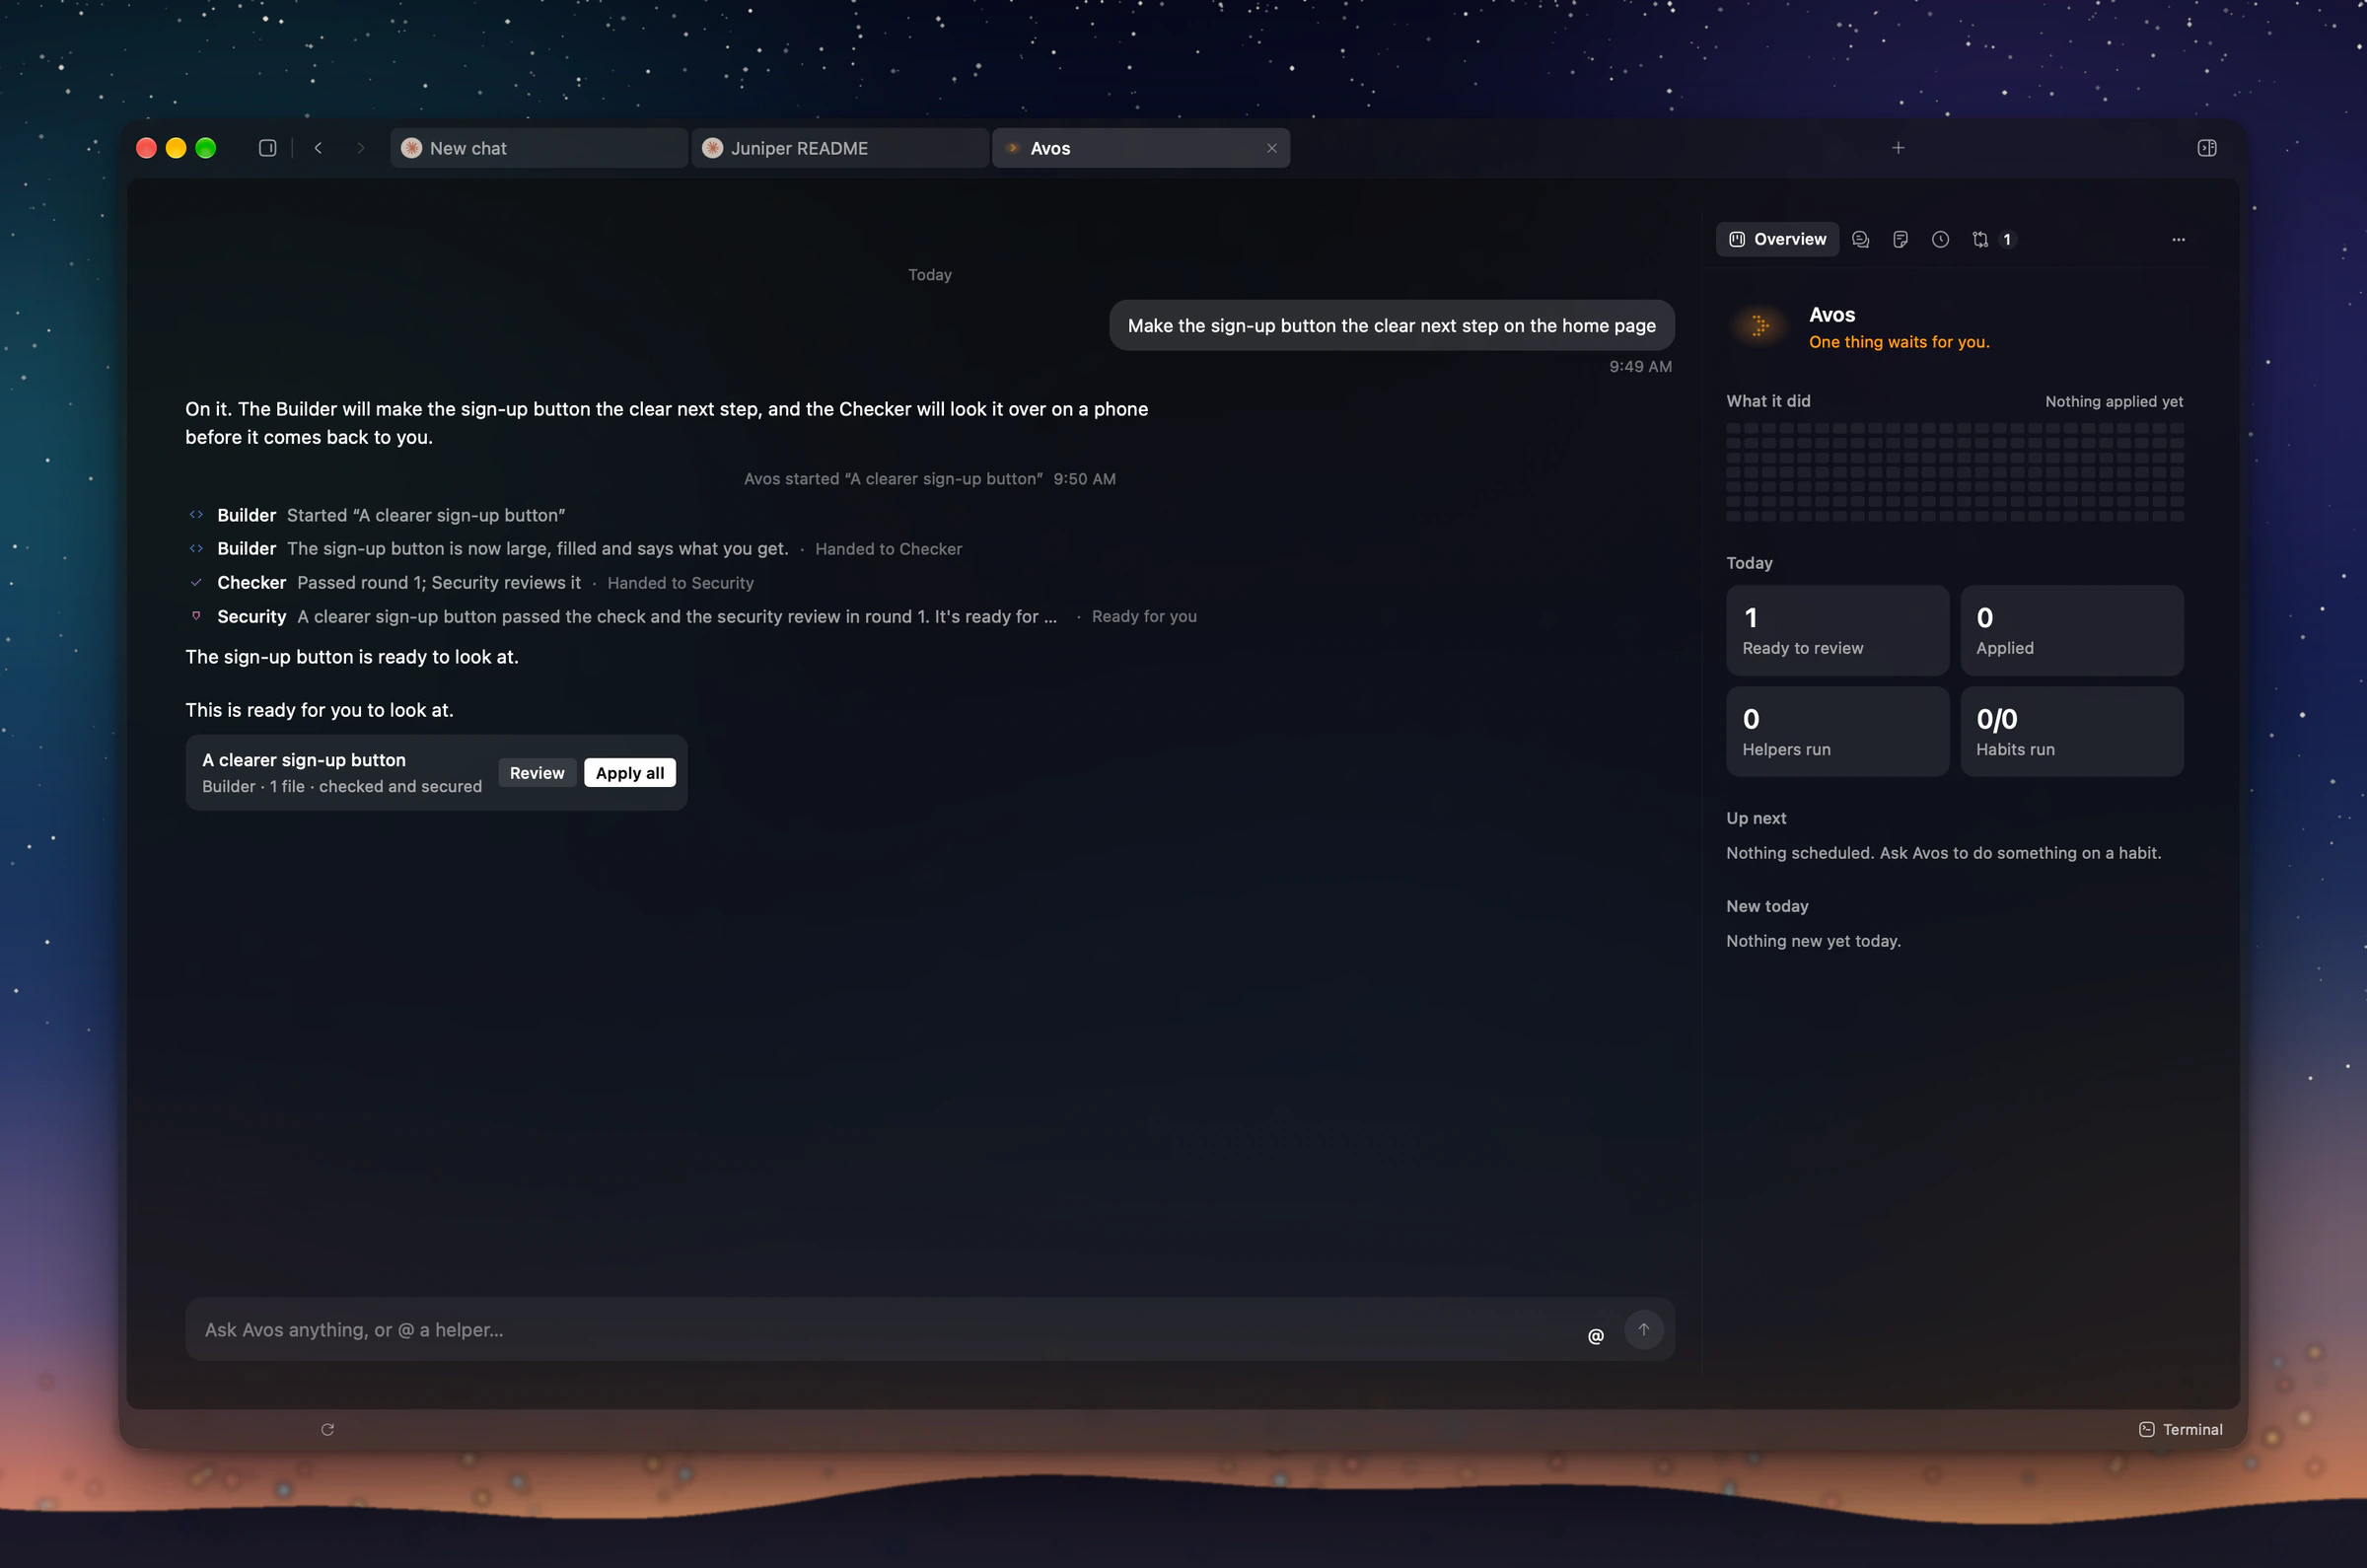 New chat
Juniper README
Avos
Today
Make the sign-up button the clear next step on the home page
9:49 AM
On it. The Builder will make the sign-up button the clear next step, and the Checker will look it over on a phone
before it comes back to you.
Avos started “A clearer sign-up button” 9:50 AM
Builder Started “A clearer sign-up button”
Builder The sign-up button is now large, filled and says what you get. · Handed to Checker
Checker Passed round 1; Security reviews it · Handed to Security
Security A clearer sign-up button passed the check and the security review in round 1. It's ready for ... · Ready for you
The sign-up button is ready to look at.
This is ready for you to look at.
A clearer sign-up button
Builder · 1 file · checked and secured
Review
Apply all
Ask Avos anything, or @ a helper...
@
Overview
1
Avos
One thing waits for you.
What it did
Nothing applied yet
Today
1
Ready to review
0
Applied
0
Helpers run
0/0
Habits run
Up next
Nothing scheduled. Ask Avos to do something on a habit.
New today
Nothing new yet today.
Terminal